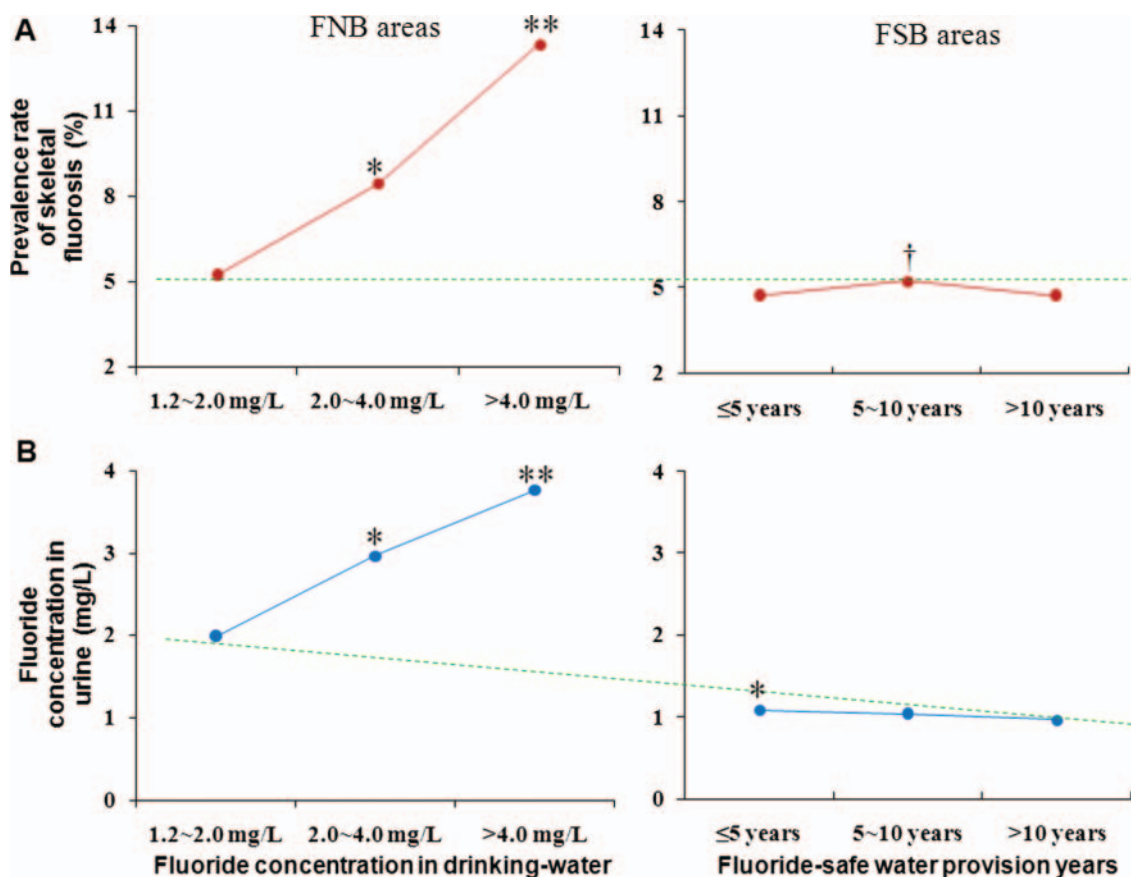 A
FNB areas
FSB areas
Prevalence rate
of skeletal
fluorosis (%)
14
11
8
5
2
*
**
1.2~2.0 mg/L
2.0~4.0 mg/L
>4.0 mg/L
14
11
8
5
2
†
≤5 years
5~10 years
>10 years
B
Fluoride
concentration in
urine (mg/L)
4
3
2
1
0
*
**
1.2~2.0 mg/L
2.0~4.0 mg/L
>4.0 mg/L
Fluoride concentration in drinking-water
4
3
2
1
0
*
≤5 years
5~10 years
>10 years
Fluoride-safe water provision years